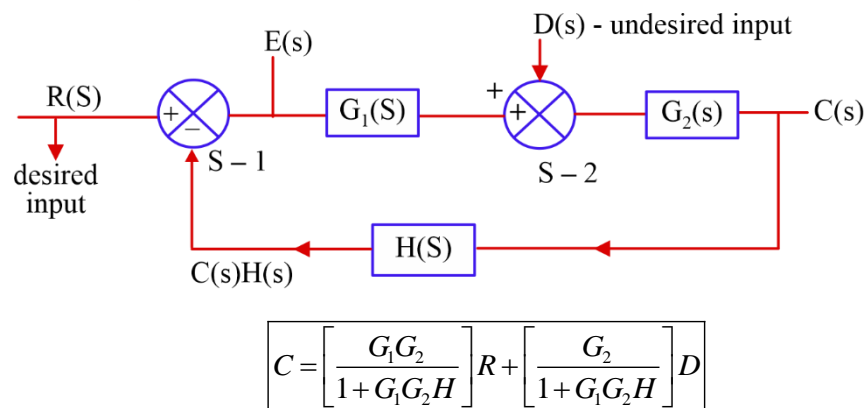 D(s) - undesired input
E(s)
R(S)
+
−
G₁(S)
+
+
G₂(s)
C(s)
S – 1
S – 2
desired
input
H(S)
C(s)H(s)
C = [G₁G₂ / (1 + G₁G₂H)] R + [G₂ / (1 + G₁G₂H)] D